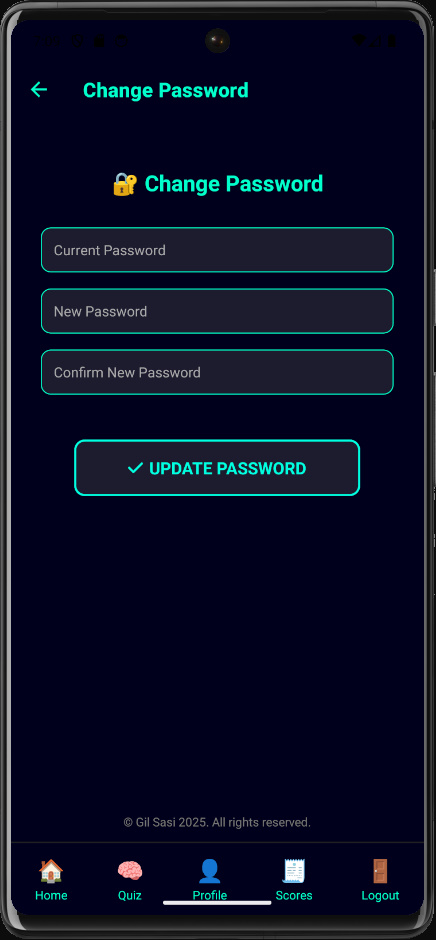 Change Password
🔐 Change Password
Current Password
New Password
Confirm New Password
✓ UPDATE PASSWORD
© Gil Sasi 2025. All rights reserved.
Home Quiz Profile Scores Logout